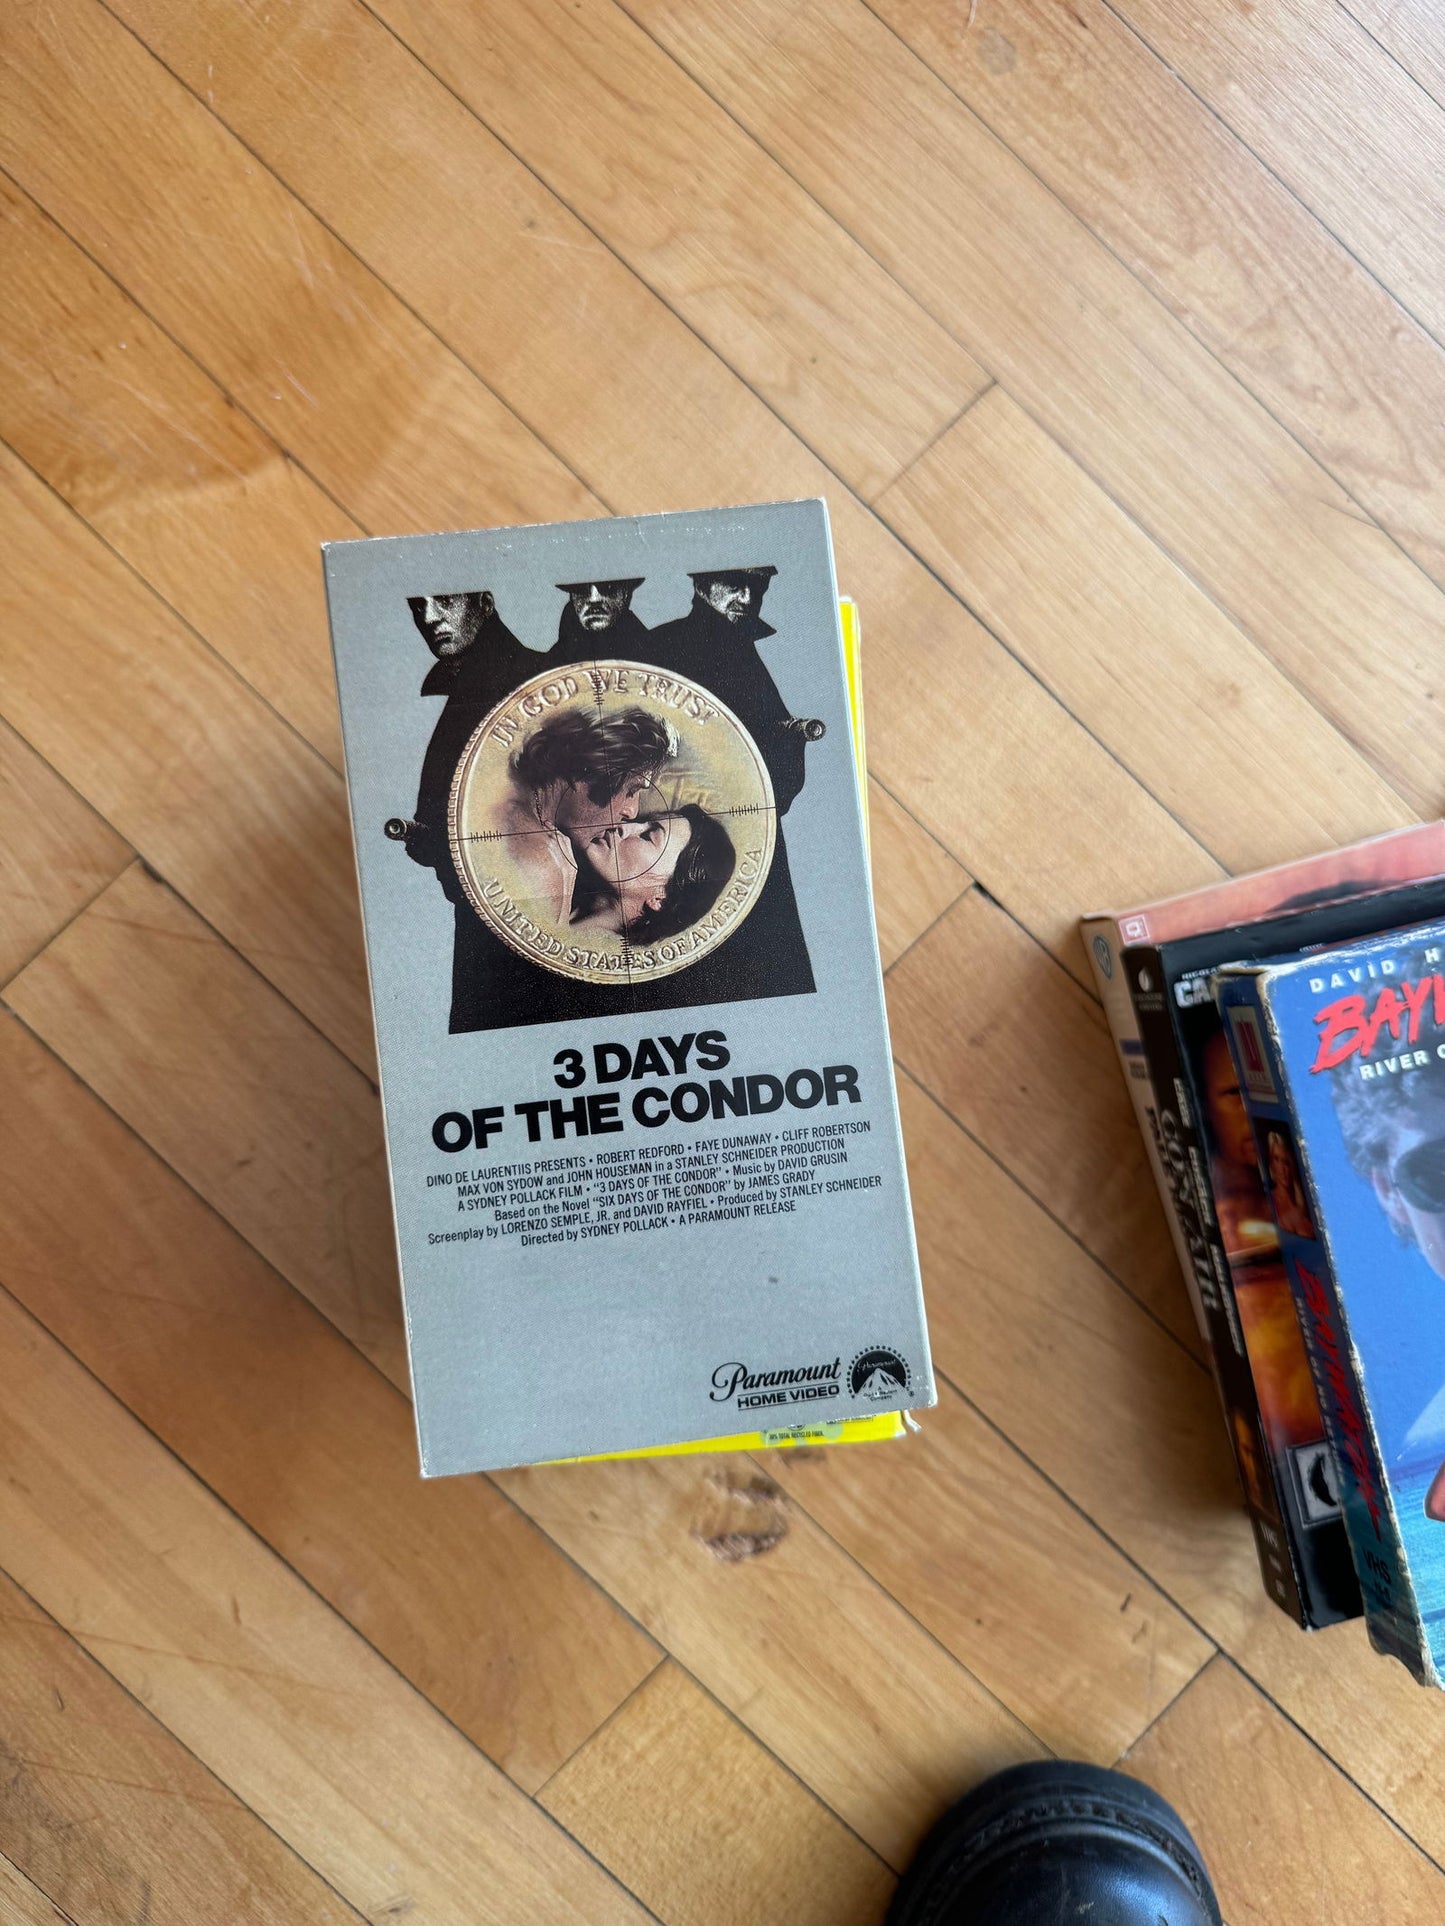 IN GOD WE TRUST
UNITED STATES OF AMERICA
3 DAYS
OF THE CONDOR
DINO DE LAURENTIIS PRESENTS • ROBERT REDFORD • FAYE DUNAWAY • CLIFF ROBERTSON
MAX VON SYDOW and JOHN HOUSEMAN in a STANLEY SCHNEIDER PRODUCTION
A SYDNEY POLLACK FILM • "3 DAYS OF THE CONDOR" • Music by DAVID GRUSIN
Based on the Novel "SIX DAYS OF THE CONDOR" by JAMES GRADY
Screenplay by LORENZO SEMPLE, JR. and DAVID RAYFIEL • Produced by STANLEY SCHNEIDER
Directed by SYDNEY POLLACK • A PARAMOUNT RELEASE
Paramount
HOME VIDEO
Paramount
DAVID H
BAY
RIVER
CON AIR
VHS